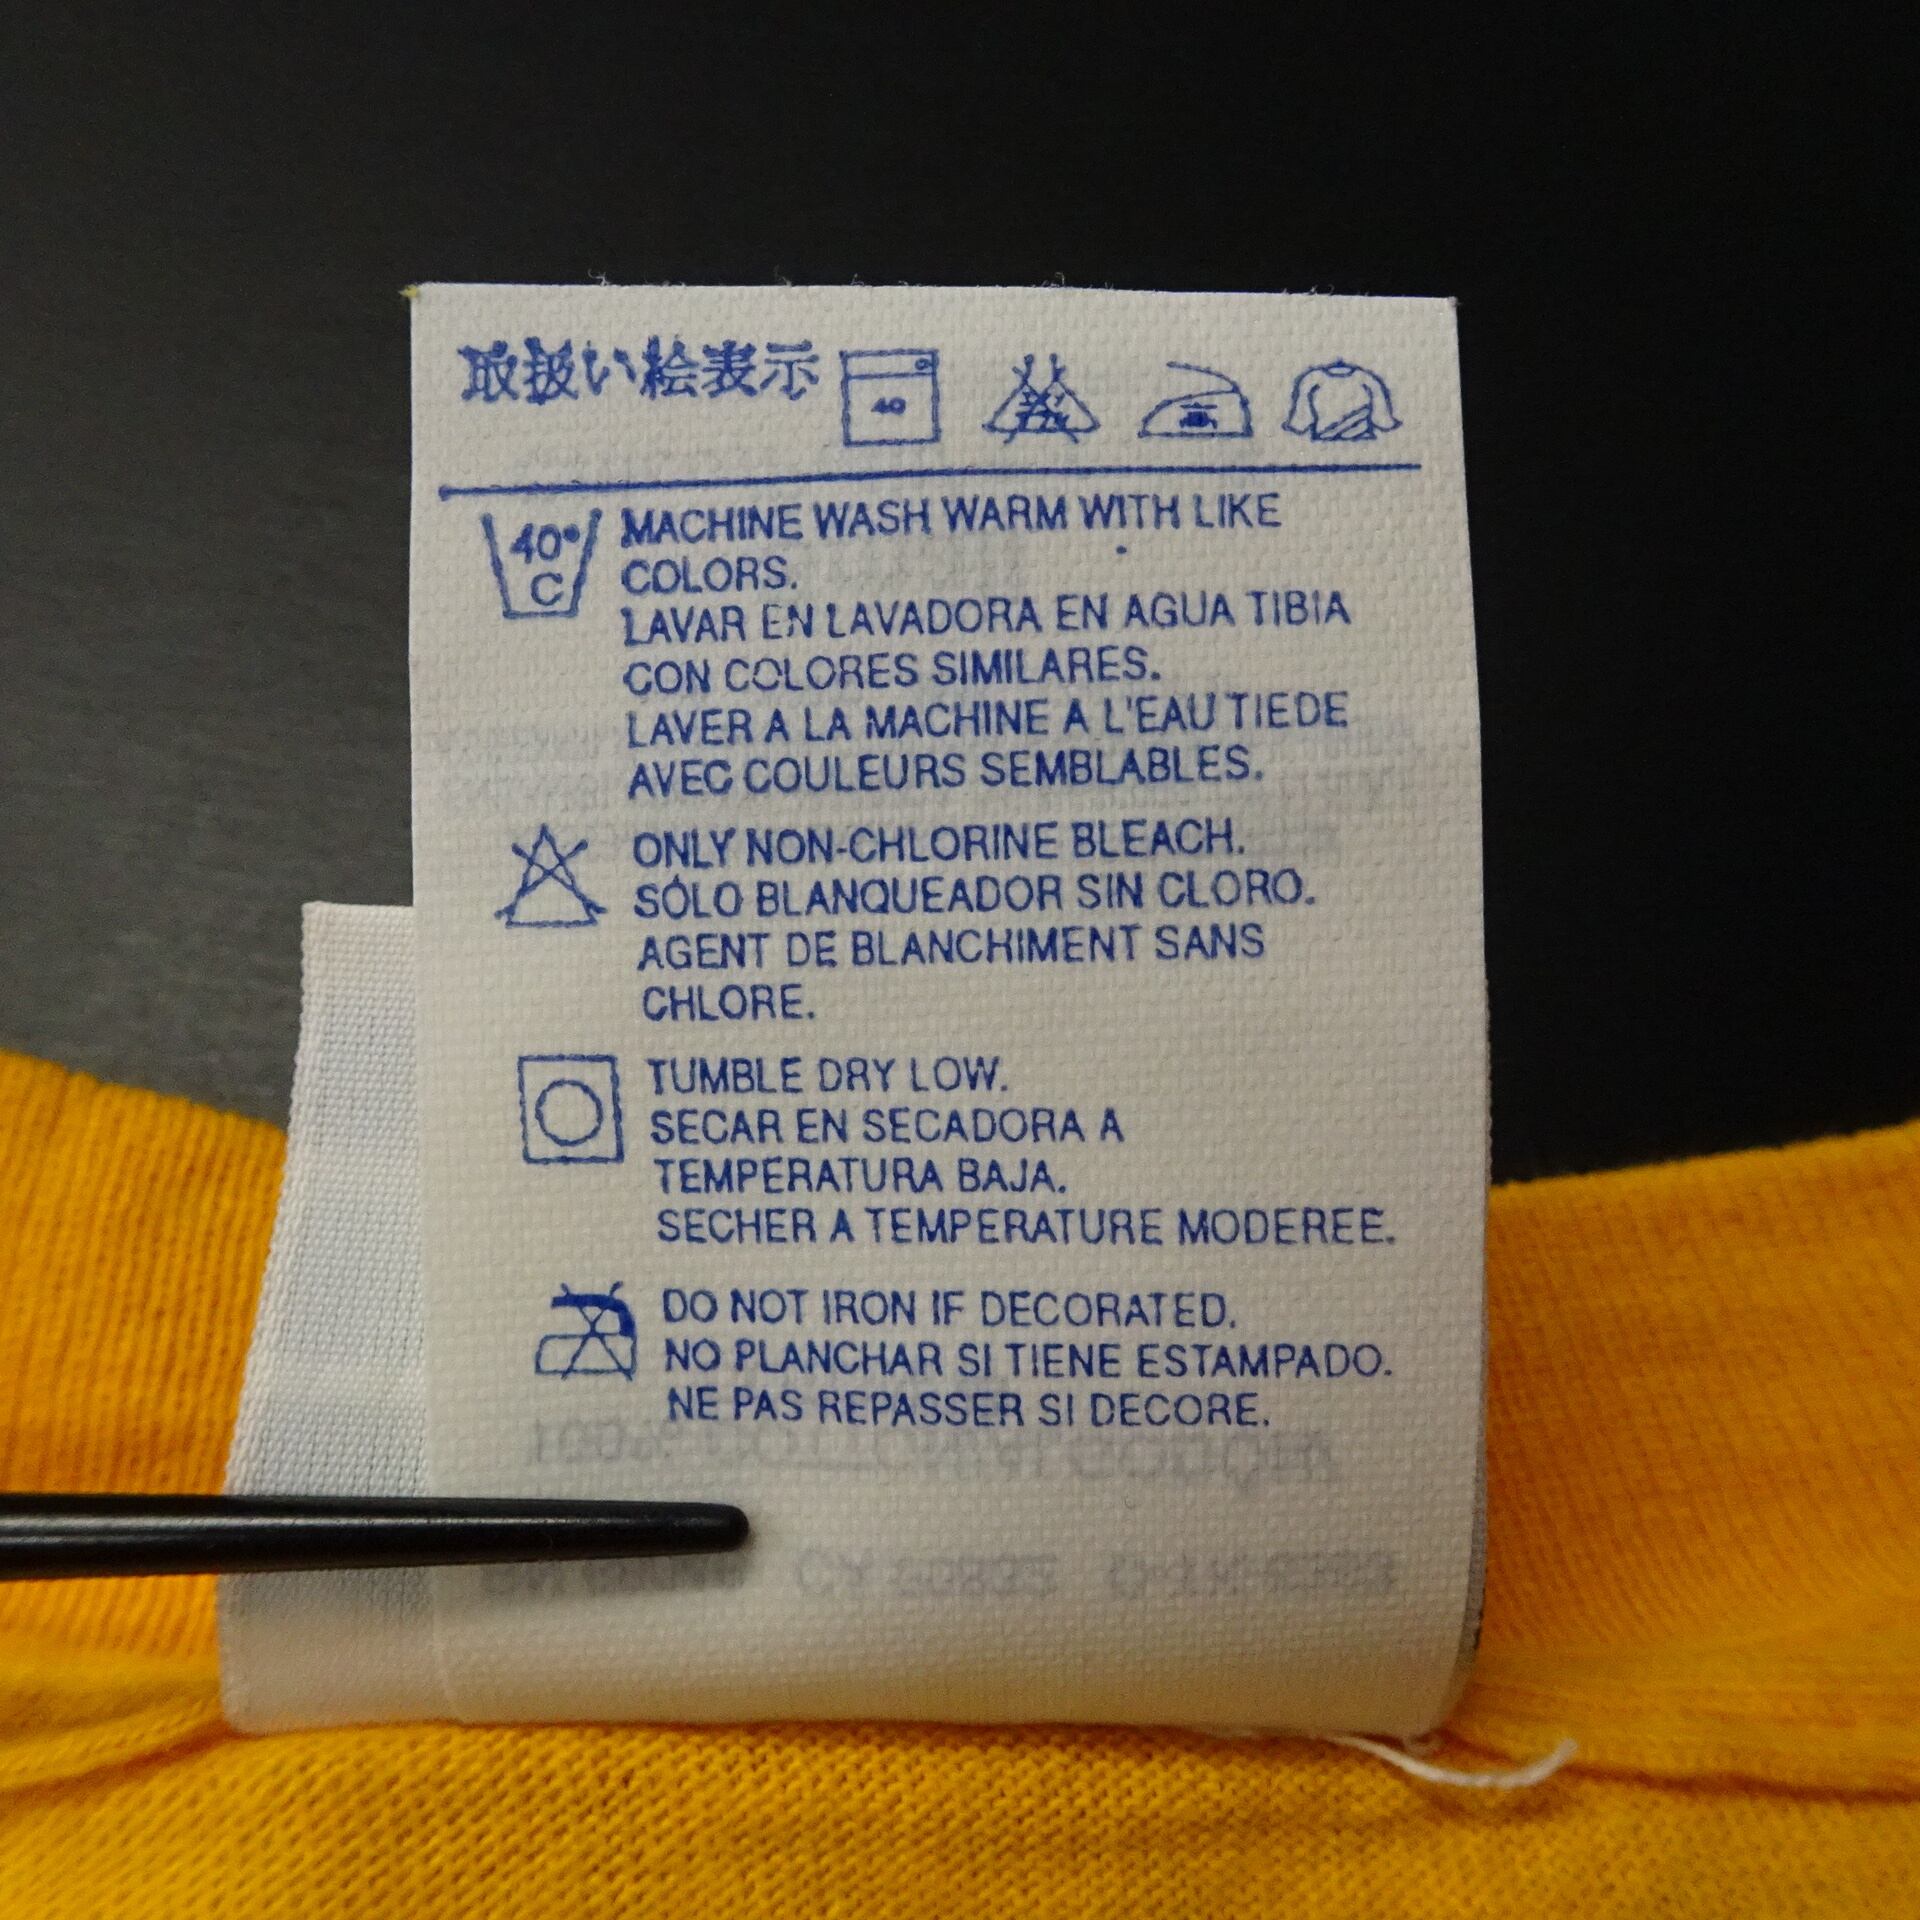 取扱い絵表示
40
40°
C
MACHINE WASH WARM WITH LIKE
COLORS.
LAVAR EN LAVADORA EN AGUA TIBIA
CON COLORES SIMILARES.
LAVER A LA MACHINE A L'EAU TIEDE
AVEC COULEURS SEMBLABLES.
ONLY NON-CHLORINE BLEACH.
SÓLO BLANQUEADOR SIN CLORO.
AGENT DE BLANCHIMENT SANS
CHLORE.
TUMBLE DRY LOW.
SECAR EN SECADORA A
TEMPERATURA BAJA.
SECHER A TEMPERATURE MODEREE.
DO NOT IRON IF DECORATED.
NO PLANCHAR SI TIENE ESTAMPADO.
NE PAS REPASSER SI DECORE.